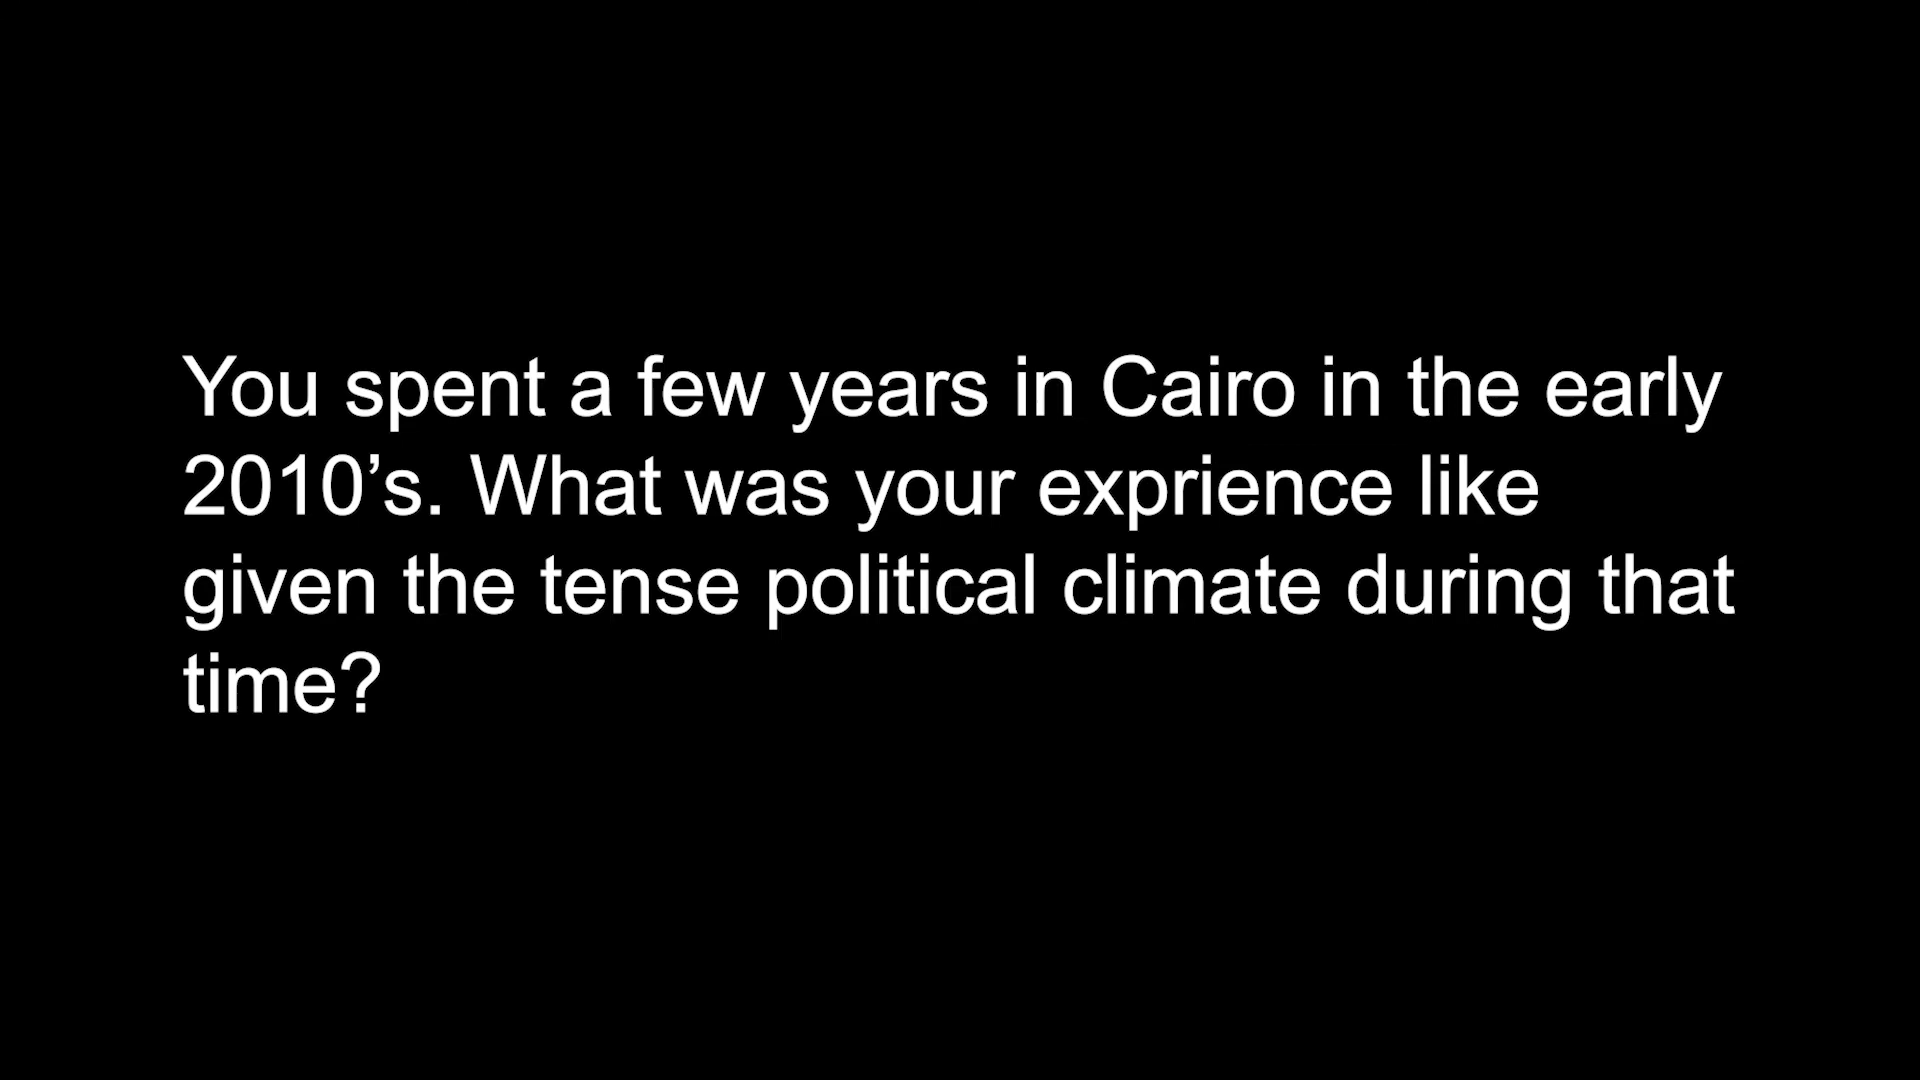 You spent a few years in Cairo in the early
2010’s. What was your exprience like
given the tense political climate during that
time?